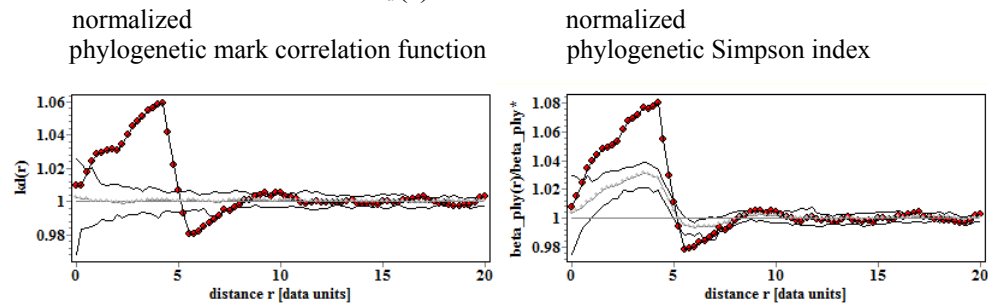 normalized
phylogenetic mark correlation function
normalized
phylogenetic Simpson index
1.06
1.04
1.02
1
0.98
kd(r)
0
5
10
15
20
distance r [data units]
1.08
1.06
1.04
1.02
1
0.98
beta_phy(r)/beta_phy*
0
5
10
15
20
distance r [data units]